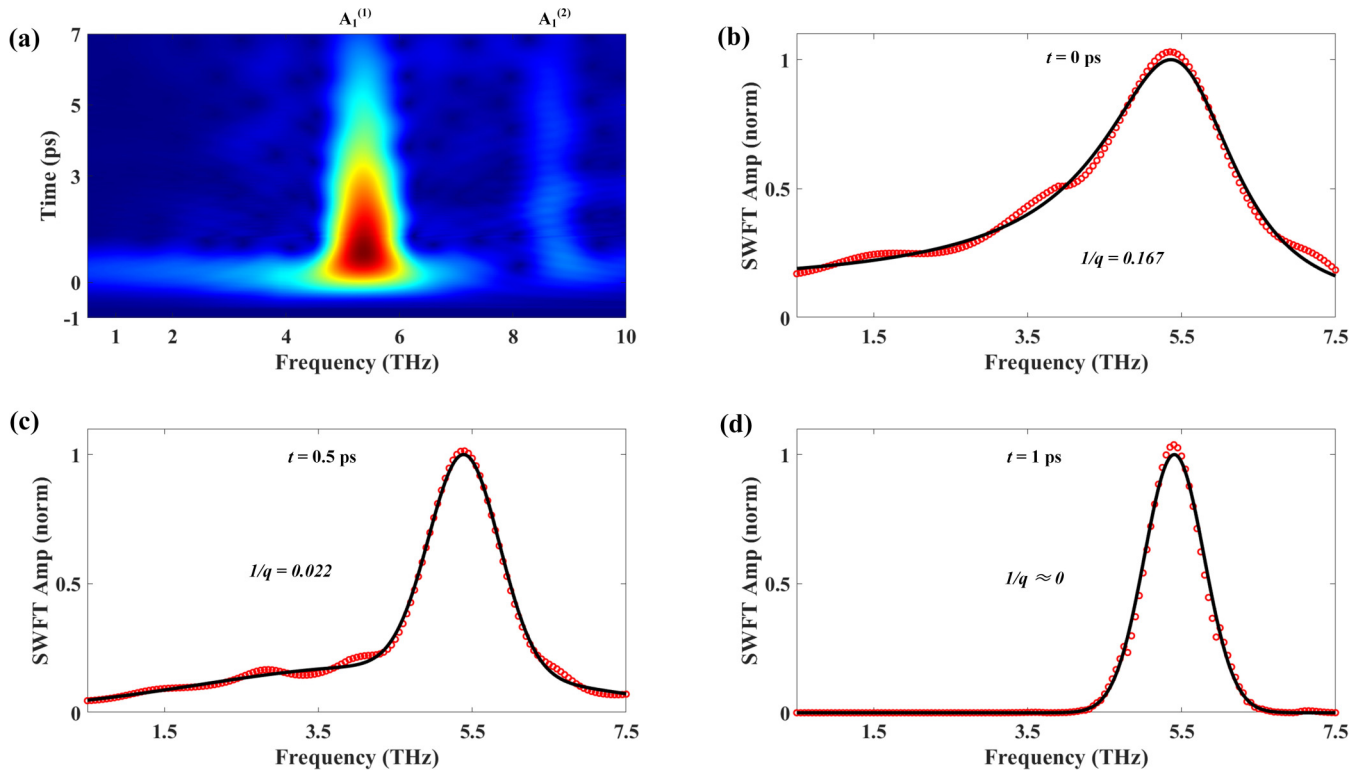 (a)
A₁⁽¹⁾ A₁⁽²⁾
7
5
3
0
-1
Time (ps)
1 2 4 6 8 10
Frequency (THz)
(b)
t = 0 ps
1/q = 0.167
1
0.5
0
SWFT Amp (norm)
1.5 3.5 5.5 7.5
Frequency (THz)
(c)
t = 0.5 ps
1/q = 0.022
1
0.5
0
SWFT Amp (norm)
1.5 3.5 5.5 7.5
Frequency (THz)
(d)
t = 1 ps
1/q ≈ 0
1
0.5
0
SWFT Amp (norm)
1.5 3.5 5.5 7.5
Frequency (THz)